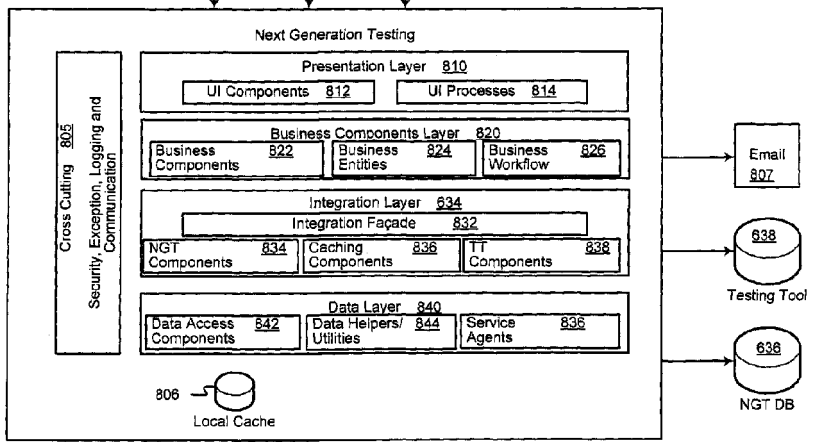 Next Generation Testing
Cross Cutting 805
Security, Exception, Logging and
Communication
Presentation Layer 810
UI Components 812
UI Processes 814
Business Components Layer 820
Business 822
Components
Business 824
Entities
Business 826
Workflow
Integration Layer 634
Integration Façade 832
NGT 834
Components
Caching 836
Components
TT 838
Components
Data Layer 840
Data Access 842
Components
Data Helpers/ 844
Utilities
Service 836
Agents
806
Local Cache
Email
807
638
Testing Tool
636
NGT DB